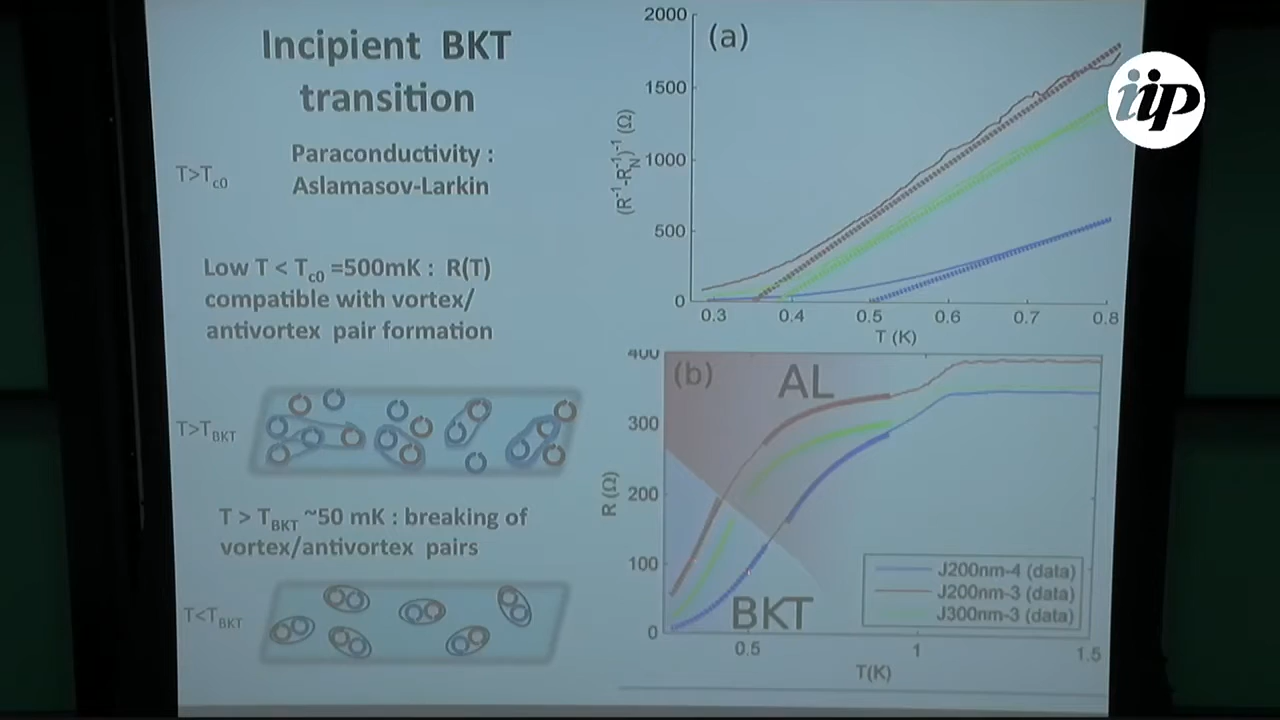 Incipient BKT
transition
T>Tc0
Paraconductivity :
Aslamasov-Larkin
Low T < Tc0 =500mK : R(T)
compatible with vortex/
antivortex pair formation
T>TBKT
T > TBKT ~50 mK : breaking of
vortex/antivortex pairs
T<TBKT
(a)
2000
1500
1000
500
0
(R-1-RN-1)-1 (Ω)
0.3 0.4 0.5 0.6 0.7 0.8
T (K)
(b)
AL
BKT
400
300
200
100
0
R (Ω)
J200nm-4 (data)
J200nm-3 (data)
J300nm-3 (data)
0.5 1 1.5
T(K)
iip